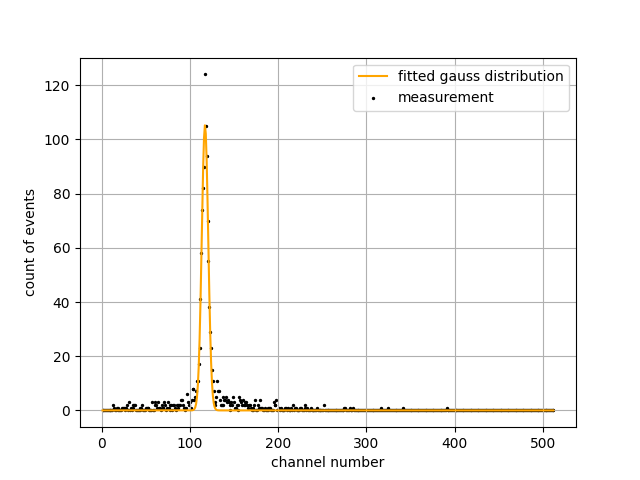 fitted gauss distribution
measurement
count of events
120
100
80
60
40
20
0
0 100 200 300 400 500
channel number